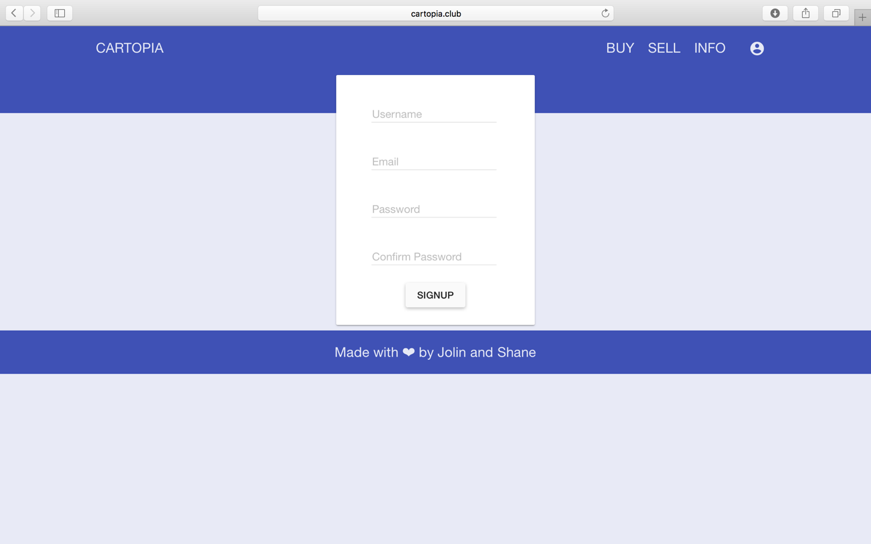 cartopia.club
CARTOPIA
BUY SELL INFO
Username
Email
Password
Confirm Password
SIGNUP
Made with ❤ by Jolin and Shane